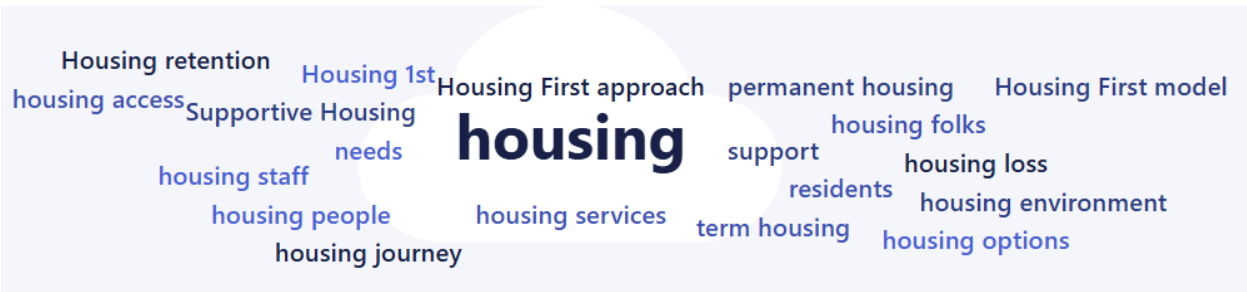 Housing retention
Housing 1st
Housing First approach
permanent housing
Housing First model
housing access
Supportive Housing
housing
housing folks
needs
support
housing loss
housing staff
residents
housing environment
housing people
housing services
term housing
housing options
housing journey